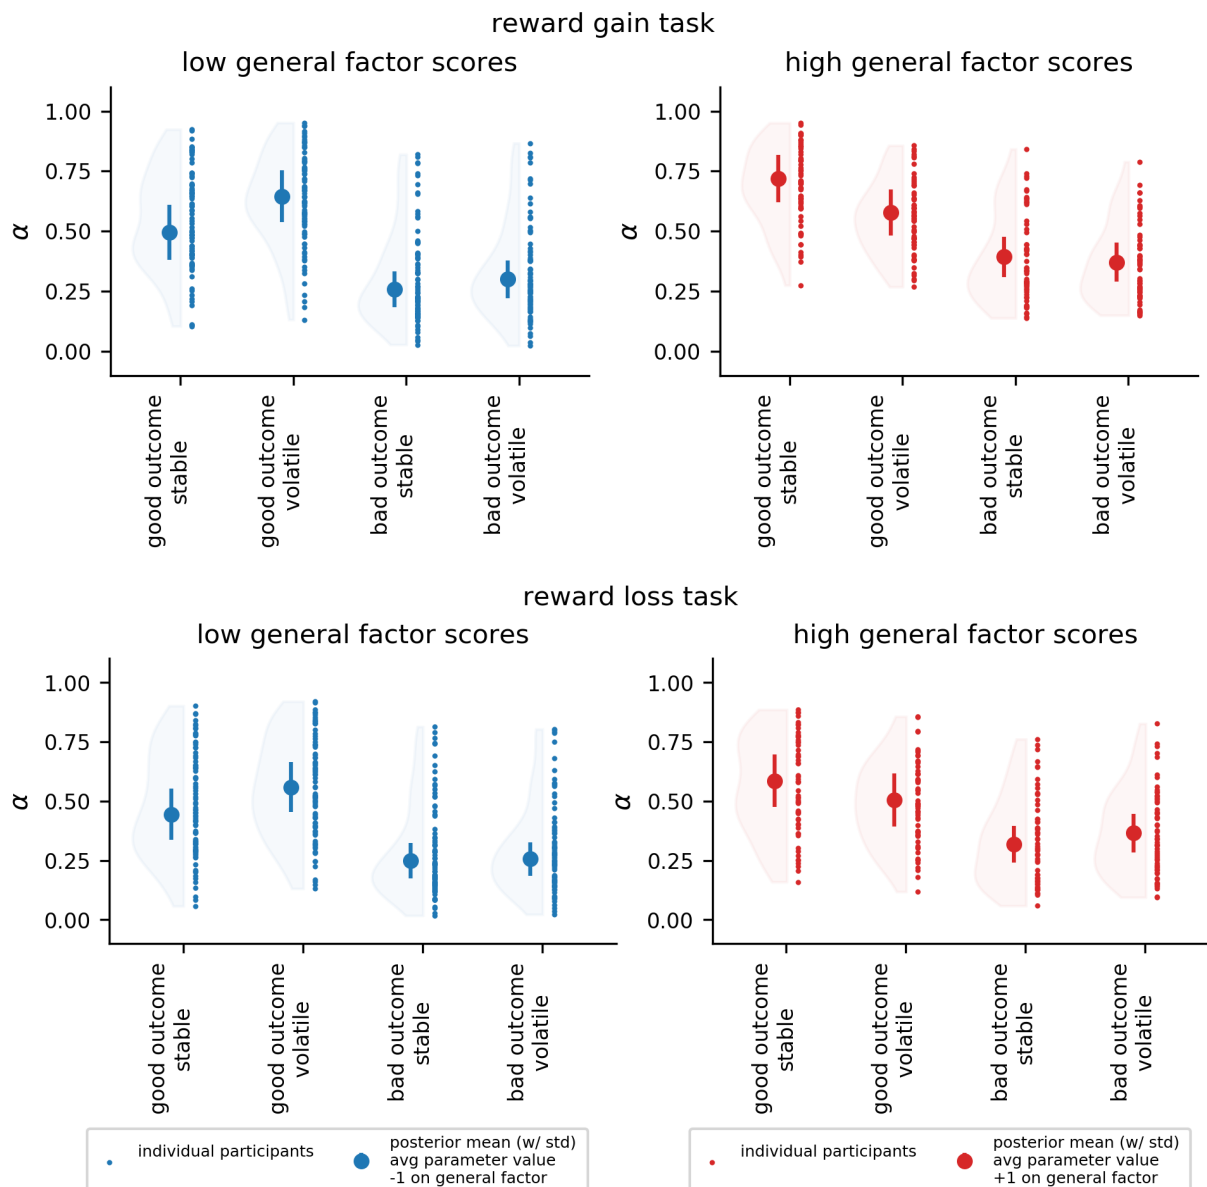 reward gain task
low general factor scores
high general factor scores
1.00
0.75
0.50
0.25
0.00
α
good outcome
stable
good outcome
volatile
bad outcome
stable
bad outcome
volatile
1.00
0.75
0.50
0.25
0.00
α
good outcome
stable
good outcome
volatile
bad outcome
stable
bad outcome
volatile
reward loss task
low general factor scores
high general factor scores
1.00
0.75
0.50
0.25
0.00
α
good outcome
stable
good outcome
volatile
bad outcome
stable
bad outcome
volatile
1.00
0.75
0.50
0.25
0.00
α
good outcome
stable
good outcome
volatile
bad outcome
stable
bad outcome
volatile
individual participants
posterior mean (w/ std)
avg parameter value
-1 on general factor
individual participants
posterior mean (w/ std)
avg parameter value
+1 on general factor